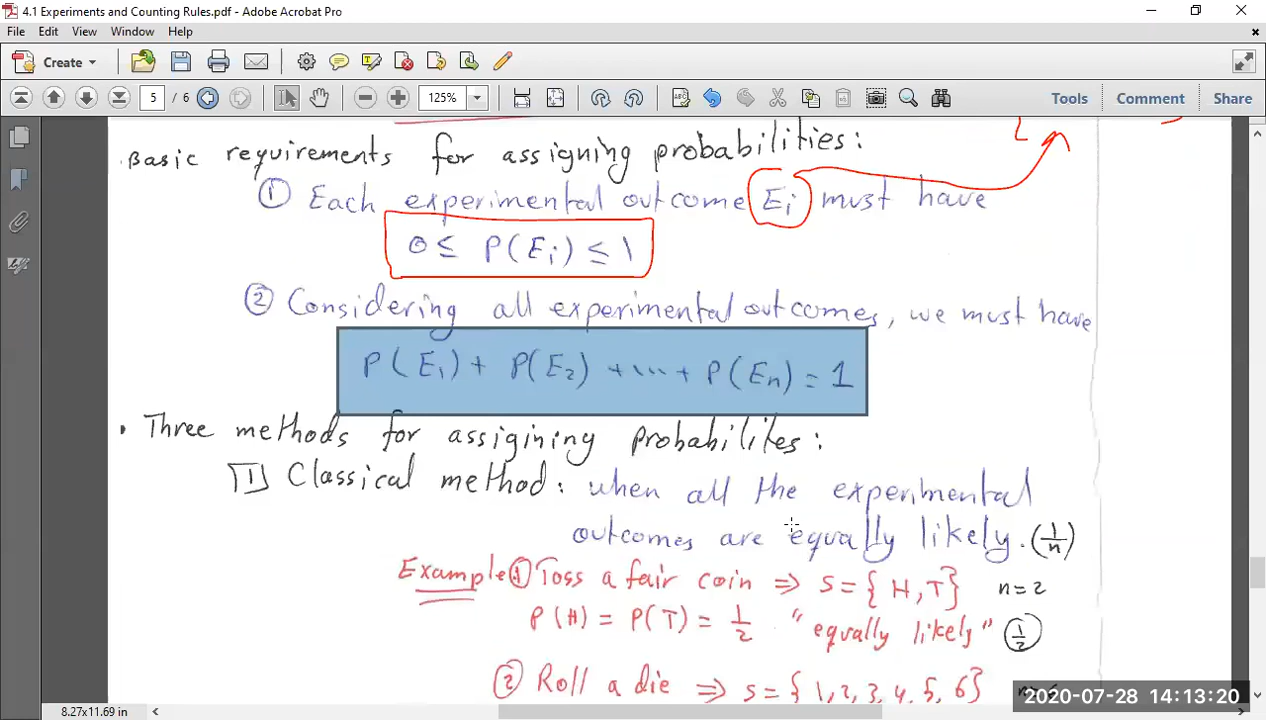 4.1 Experiments and Counting Rules.pdf - Adobe Acrobat Pro
File Edit View Window Help
Create
5 / 6 125% Tools Comment Share
Basic requirements for assigning probabilities:
① Each experimental outcome Ei must have
0 ≤ P(Ei) ≤ 1
② Considering all experimental outcomes, we must have
P(E1) + P(E2) + ... + P(En) = 1
• Three methods for assigining probabilites:
[1] Classical method: when all the experimental
outcomes are equally likely. (1/n)
Example ① Toss a fair coin ⇒ S = { H, T } n=2
P(H) = P(T) = 1/2 "equally likely" 1/2
② Roll a die ⇒ S = { 1, 2, 3, 4, 5, 6 }
2020-07-28 14:13:20
8.27x11.69 in